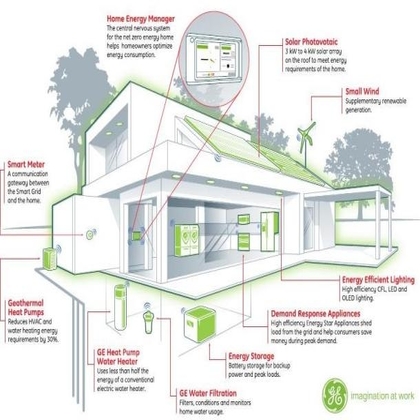 Home Energy Manager
The central nervous system
for the net zero energy home
helps homeowners optimize
energy consumption.
Solar Photovotaic
3 kW to 4 kW solar array
on the roof to meet energy
requirements of the home.
Small Wind
Supplementary renewable
generation.
Smart Meter
A communication
gateway between
the Smart Grid
and the home.
Geothermal
Heat Pumps
Reduces HVAC and
water heating energy
requirements by 30%.
GE Heat Pump
Water Heater
Uses less than half the
energy of a conventional
electric water heater.
GE Water Filtration
Filters, conditions and monitors
home water usage.
Energy Storage
Battery storage for backup
power and peak loads.
Demand Response Appliances
High efficiency Energy Star Appliances shed
load from the grid and help consumers save
money during peak demand.
Energy Efficient Lighting
High efficiency CFL, LED and
OLED lighting.
GE
imagination at work